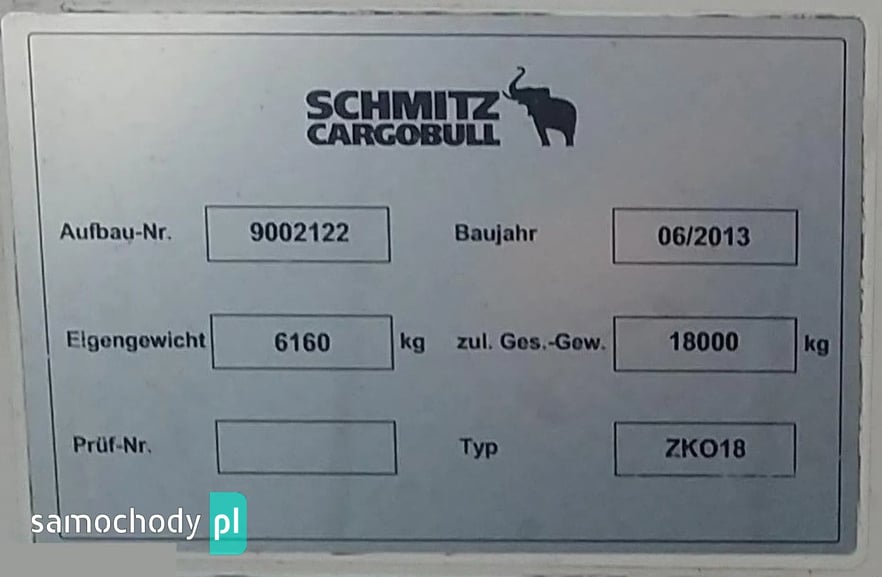 SCHMITZ
CARGOBULL
Aufbau-Nr. 9002122 Baujahr 06/2013
Eigengewicht 6160 kg zul. Ges.-Gew. 18000 kg
Prüf-Nr. Typ ZKO18
samochody pl